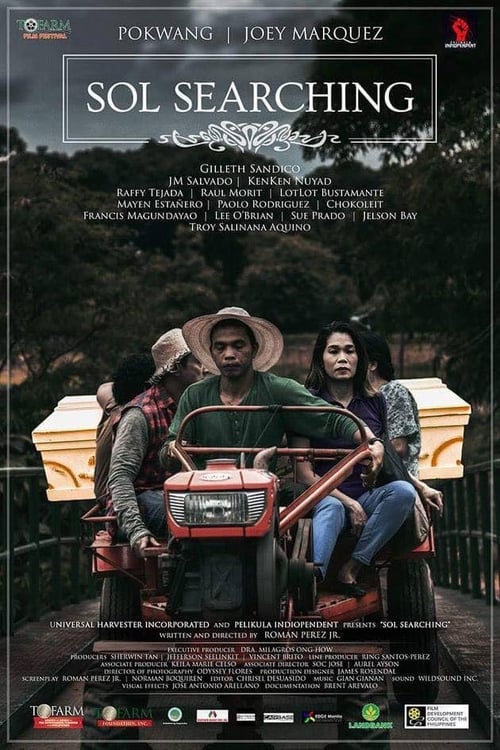 TOFARM
FILM FESTIVAL
POKWANG | JOEY MARQUEZ
INDIOPENDENT
SOL SEARCHING
GILLETH SANDICO
JM SALVADO | KENKEN NUYAD
RAFFY TEJADA | RAUL MORIT | LOTLOT BUSTAMANTE
MAYEN ESTAÑERO | PAOLO RODRIGUEZ | CHOKOLEIT
FRANCIS MAGUNDAYAO | LEE O'BRIAN | SUE PRADO | JELSON BAY
TROY SALINANA AQUINO
UNIVERSAL HARVESTER INCORPORATED AND PELIKULA INDIOPENDENT PRESENTS "SOL SEARCHING"
WRITTEN AND DIRECTED BY ROMAN PEREZ JR.
EXECUTIVE PRODUCER DRA. MILAGROS ONG-HOW
PRODUCERS SHERWIN TAN | JEFFERSON SEELINKIT | VINCENT BRITO LINE PRODUCER RING SANTOS-PEREZ
ASSOCIATE PRODUCER KEILA MARIE CELSO ASSOCIATE DIRECTOR SOC JOSE | AUREL AYSON
DIRECTOR OF PHOTOGRAPHY ODYSSEY FLORES PRODUCTION DESIGNER JAMES ROSENDAL
SCREENPLAY ROMAN PEREZ JR. | NORMAN BOQUIREN EDITOR CHRISEL DESUASIDO MUSIC GIAN GIANAN SOUND WILDSOUND INC.
VISUAL EFFECTS JOSE ANTONIO ARELLANO DOCUMENTATION BRENT AREVALO
TOFARM
TOFARM
FOUNDATION, INC.
EDGE Manila
LANDBANK
FILM
DEVELOPMENT
COUNCIL OF THE
PHILIPPINES